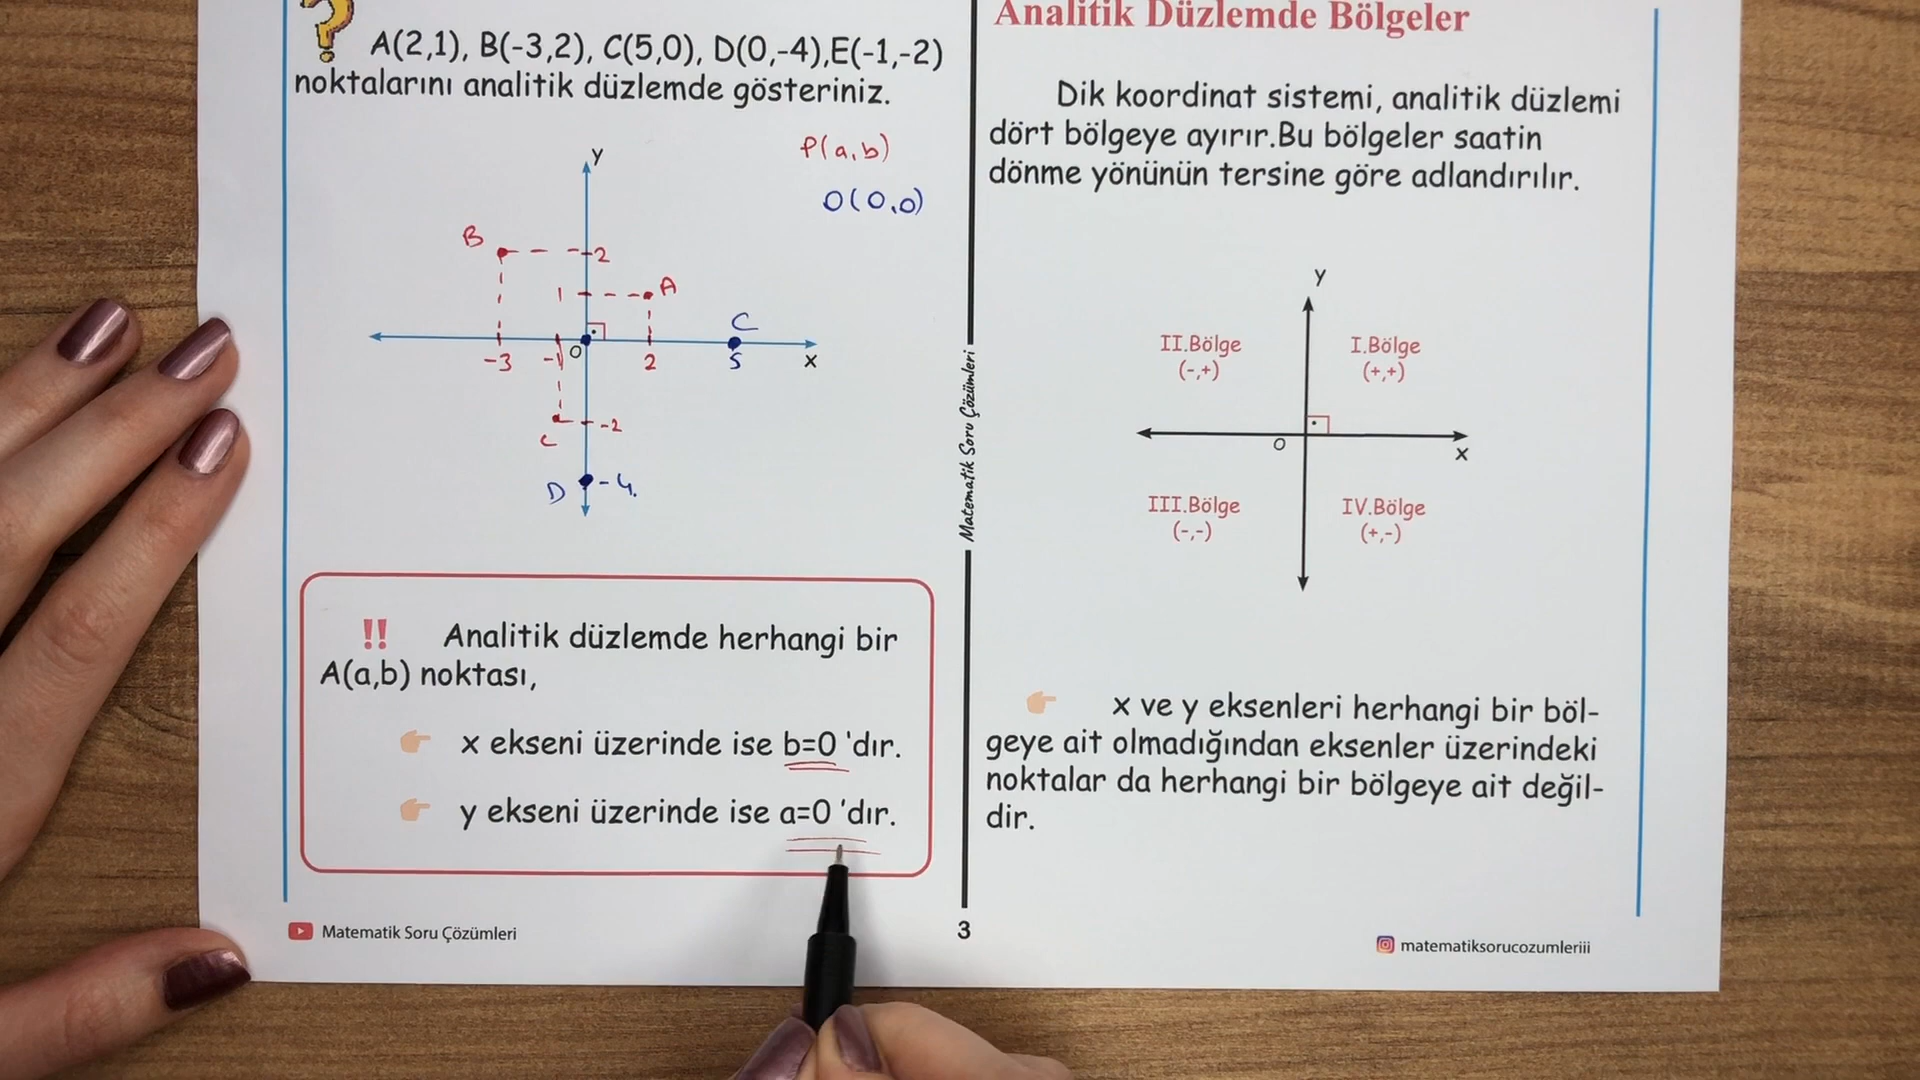 A(2,1), B(-3,2), C(5,0), D(0,-4),E(-1,-2)
noktalarını analitik düzlemde gösteriniz.
P(a,b)
O(0,0)
y
B
2
1
A
C
-3
-1
O
2
5
x
C
-2
D
-4.
!! Analitik düzlemde herhangi bir
A(a,b) noktası,
x ekseni üzerinde ise b=0 'dır.
y ekseni üzerinde ise a=0 'dır.
Matematik Soru Çözümleri
Matematik Soru Çözümleri
3
Analitik Düzlemde Bölgeler
Dik koordinat sistemi, analitik düzlemi
dört bölgeye ayırır.Bu bölgeler saatin
dönme yönünün tersine göre adlandırılır.
y
II.Bölge
(-,+)
I.Bölge
(+,+)
O
x
III.Bölge
(-,-)
IV.Bölge
(+,-)
x ve y eksenleri herhangi bir böl-
geye ait olmadığından eksenler üzerindeki
noktalar da herhangi bir bölgeye ait değil-
dir.
matematiksorucozumleriii